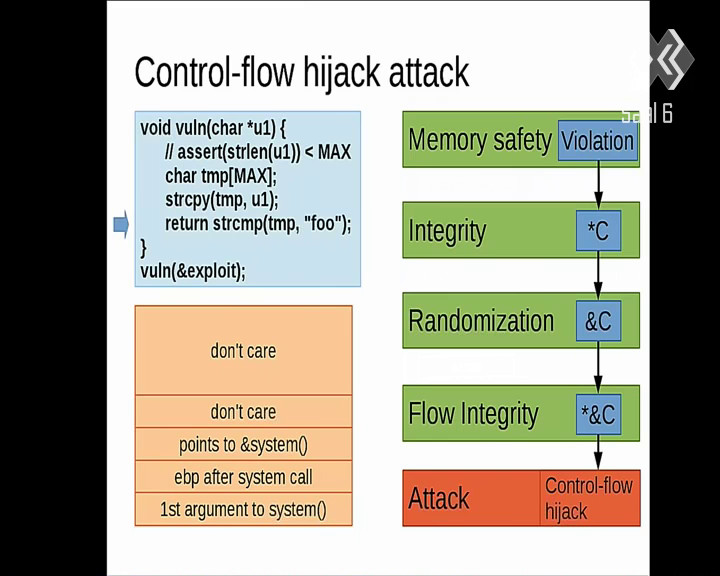 Control-flow hijack attack
void vuln(char *u1) {
// assert(strlen(u1)) < MAX
char tmp[MAX];
strcpy(tmp, u1);
return strcmp(tmp, "foo");
}
vuln(&exploit);
don't care
don't care
points to &system()
ebp after system call
1st argument to system()
saal 6
Memory safety Violation
Integrity *C
Randomization &C
Flow Integrity *&C
Attack
Control-flow
hijack